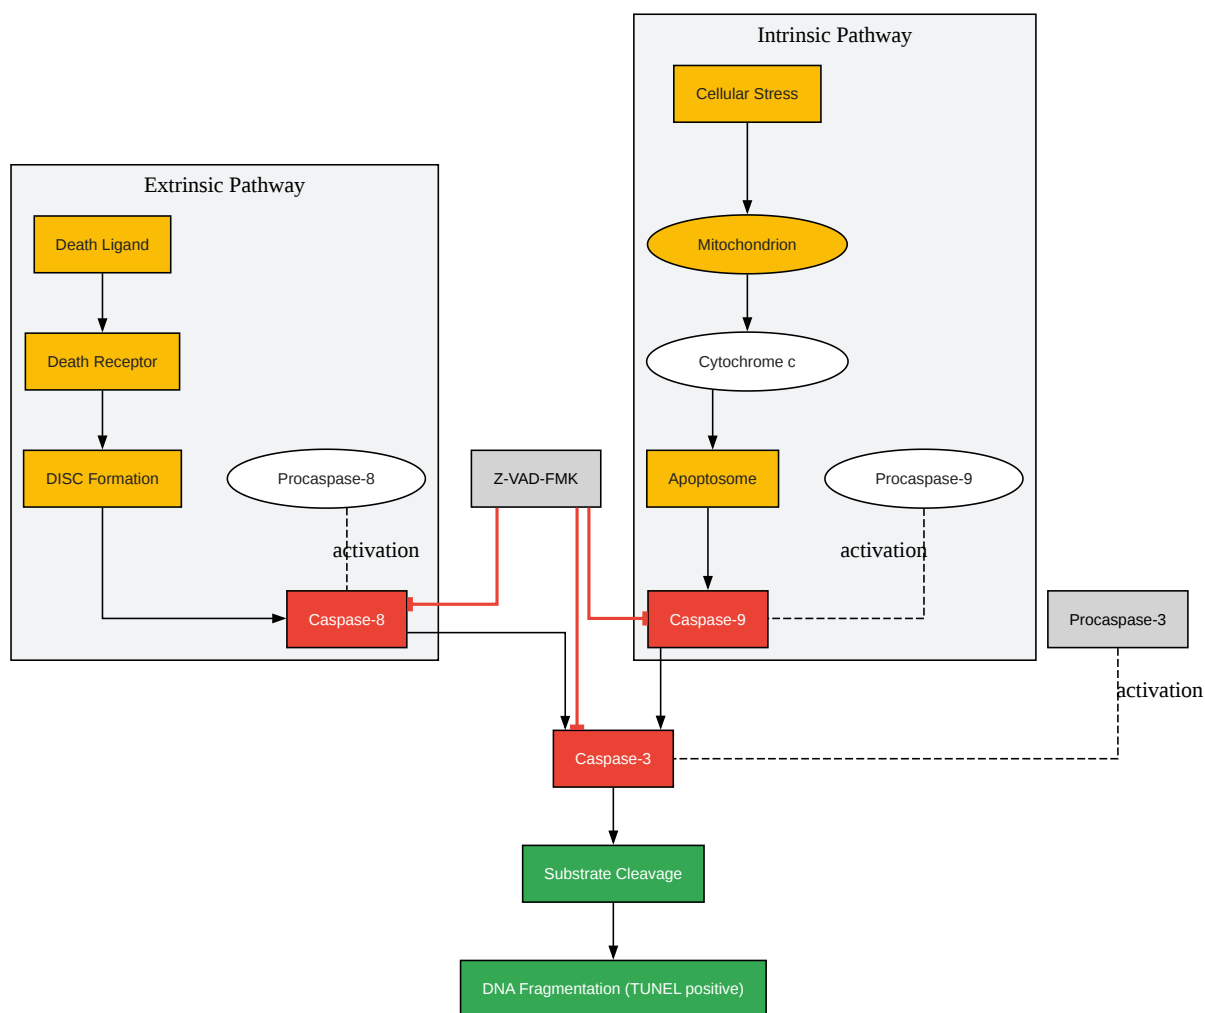 Intrinsic Pathway
Cellular Stress
Extrinsic Pathway
Death Ligand
Mitochondrion
Death Receptor
Cytochrome c
DISC Formation
Procaspase-8
Z-VAD-FMK
Apoptosome
Procaspase-9
activation
activation
Caspase-8
Caspase-9
Procaspase-3
activation
Caspase-3
Substrate Cleavage
DNA Fragmentation (TUNEL positive)